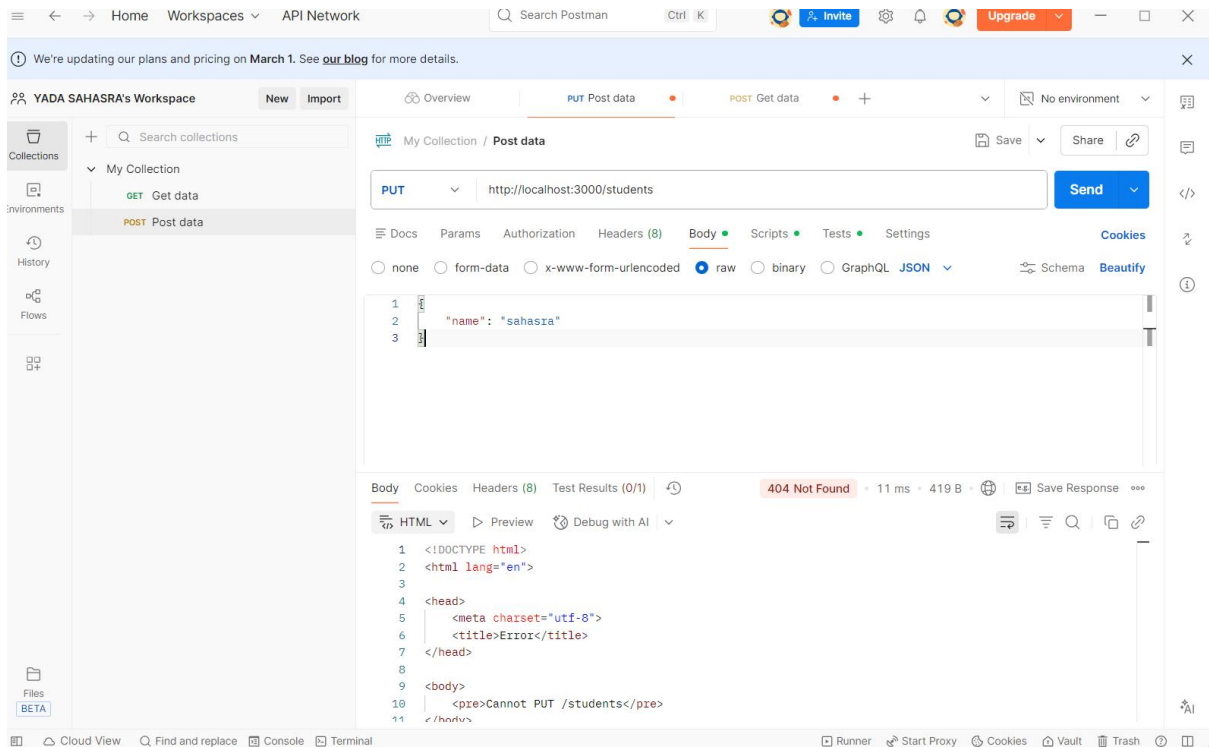 Home Workspaces API Network Search Postman Ctrl K Invite Upgrade
We're updating our plans and pricing on March 1. See our blog for more details.
YADA SAHASRA's Workspace New Import Overview PUT Post data POST Get data No environment
Collections Search collections My Collection / Post data Save Share
My Collection
GET Get data PUT http://localhost:3000/students Send
Environments
POST Post data
Docs Params Authorization Headers (8) Body Scripts Tests Settings Cookies
History
none form-data x-www-form-urlencoded raw binary GraphQL JSON Schema Beautify
Flows
1 {
2 "name": "sahasra"
3 }
Body Cookies Headers (8) Test Results (0/1) 404 Not Found 11 ms 419 B e.g. Save Response
HTML Preview Debug with AI
1 <!DOCTYPE html>
2 <html lang="en">
3
4 <head>
5 <meta charset="utf-8">
6 <title>Error</title>
7 </head>
8
9 <body>
10 <pre>Cannot PUT /students</pre>
11 </body>
Files
BETA
AI
Cloud View Find and replace Console Terminal Runner Start Proxy Cookies Vault Trash